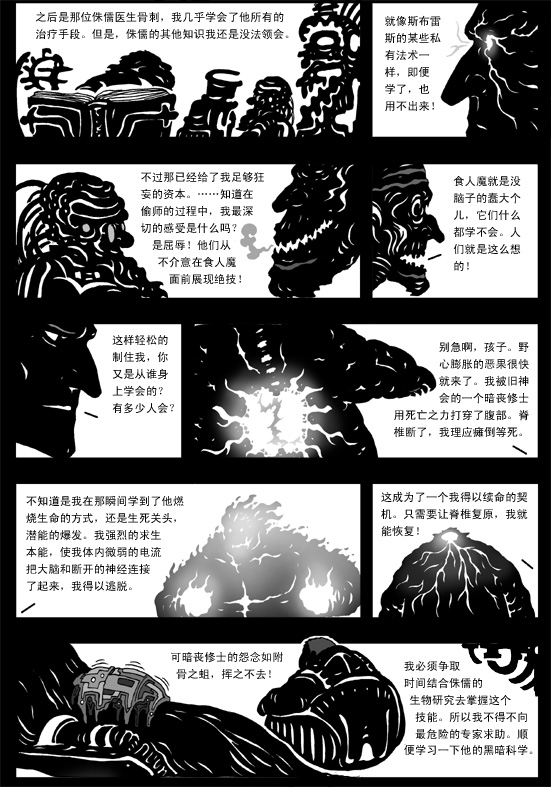 之后是那位侏儒医生骨刺，我几乎学会了他所有的
治疗手段。但是，侏儒的其他知识我还是没法领会。
就像斯布雷
斯的某些私
有法术一
样，即便
学了，也
用不出来！
不过那已经给了我足够狂
妄的资本。……知道在
偷师的过程中，我最深
切的感受是什么吗？
是屈辱！他们从
不介意在食人魔
面前展现绝技！
食人魔就是没
脑子的蠢大个
儿，它们什么
都学不会。人
们就是这么想
的！
这样轻松的
制住我，你
又是从谁身
上学会的？
有多少人会？
别急啊，孩子。野
心膨胀的恶果很快
就来了。我被旧神
会的一个暗丧修士
用死亡之力打穿了腹部。脊
椎断了，我理应瘫倒等死。
不知道是我在那瞬间学到了他燃
烧生命的方式，还是生死关头，
潜能的爆发。我强烈的求生
本能，使我体内微弱的电流
把大脑和断开的神经连接
了起来，我得以逃脱。
这成为了一个我得以续命的契
机。只需要让脊椎复原，我就
能恢复！
可暗丧修士的怨念如附
骨之蛆，挥之不去！
我必须争取
时间结合侏儒的
生物研究去掌握这个
技能。所以我不得不向
最危险的专家求助。顺
便学习一下他的黑暗科学。